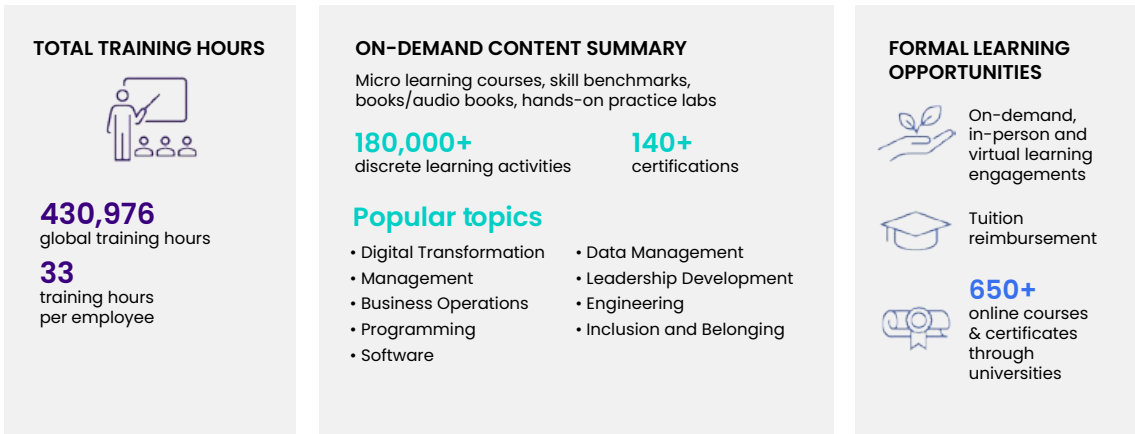 TOTAL TRAINING HOURS
430,976
global training hours
33
training hours
per employee
ON-DEMAND CONTENT SUMMARY
Micro learning courses, skill benchmarks,
books/audio books, hands-on practice labs
180,000+
discrete learning activities
140+
certifications
Popular topics
• Digital Transformation
• Management
• Business Operations
• Programming
• Software
• Data Management
• Leadership Development
• Engineering
• Inclusion and Belonging
FORMAL LEARNING
OPPORTUNITIES
On-demand,
in-person and
virtual learning
engagements
Tuition
reimbursement
650+
online courses
& certificates
through
universities